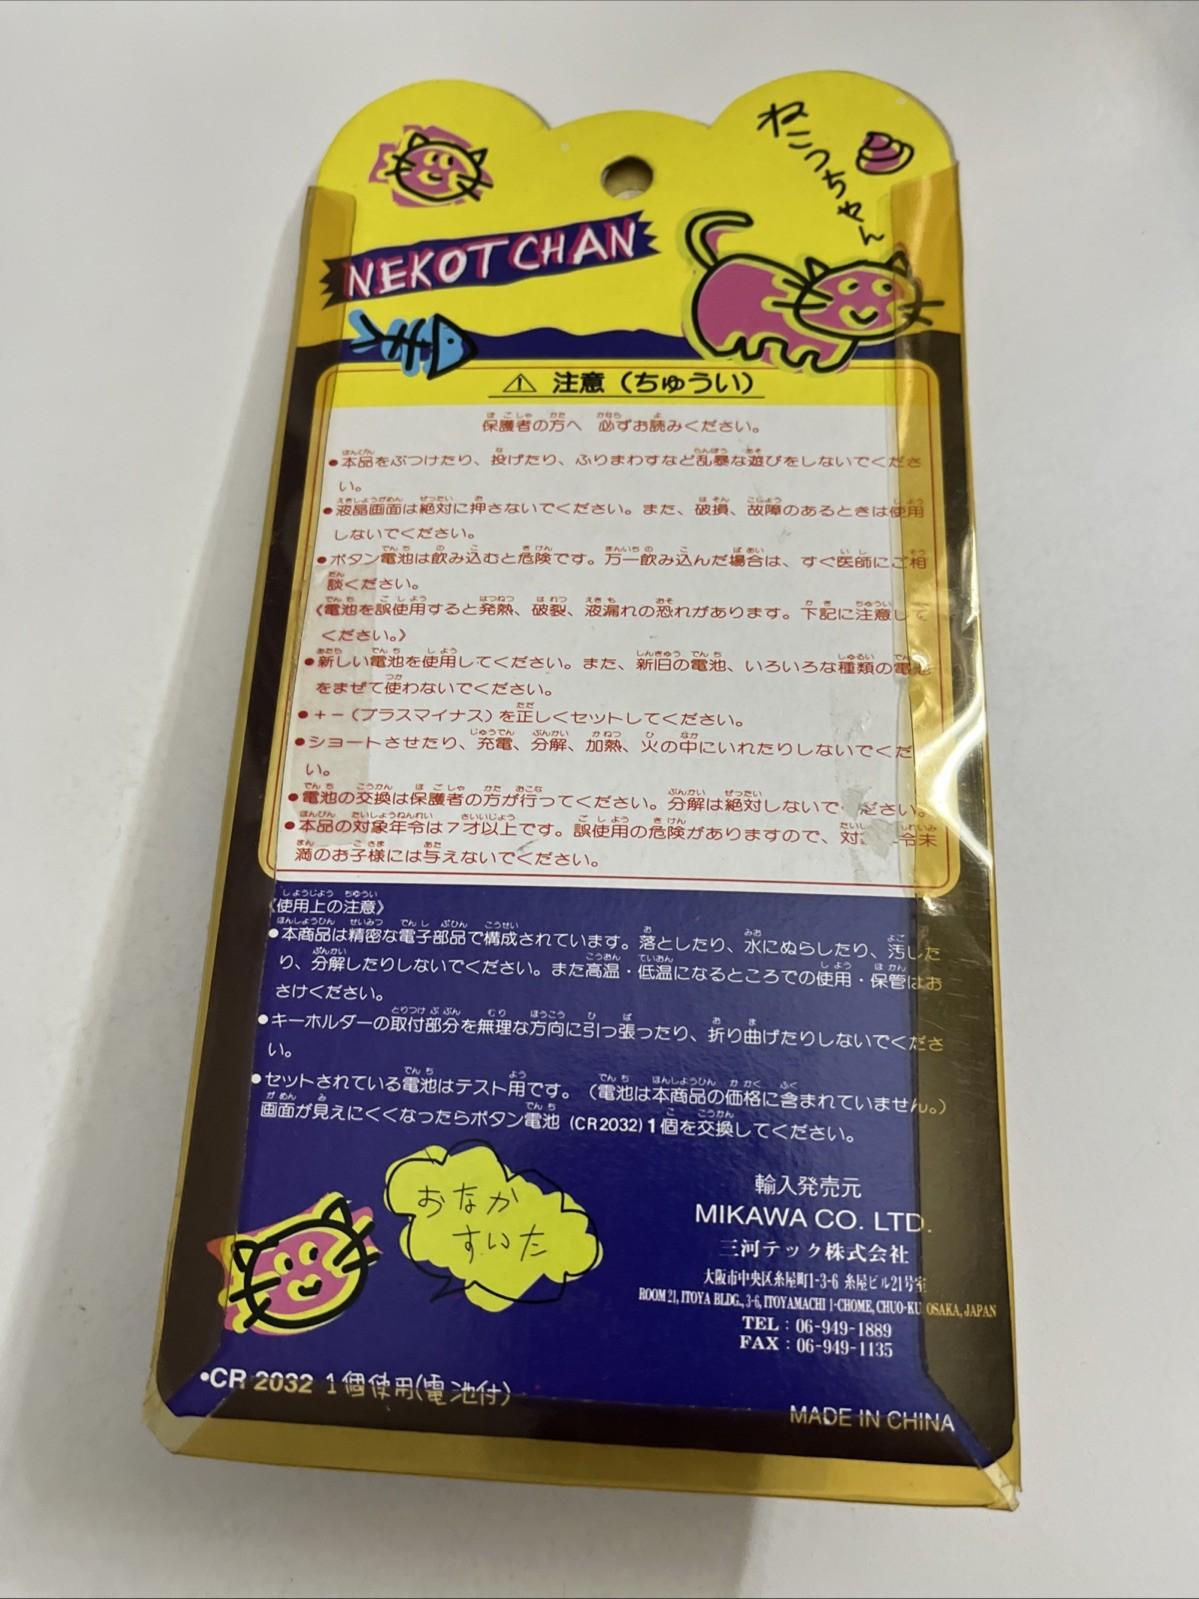 ねこっちゃん
NEKOTCHAN
⚠ 注意（ちゅうい）
保護者の方へ 必ずお読みください。
●本品をぶつけたり、投げたり、ふりまわすなど乱暴な遊びをしないでくださ
い。
●液晶画面は絶対に押さないでください。また、破損、故障のあるときは使用
しないでください。
●ボタン電池は飲み込むと危険です。万一飲み込んだ場合は、すぐ医師にご相
談ください。
〈電池を誤使用すると発熱、破裂、液漏れの恐れがあります。下記に注意して
ください。〉
●新しい電池を使用してください。また、新旧の電池、いろいろな種類の電池
をまぜて使わないでください。
●＋－（プラスマイナス）を正しくセットしてください。
●ショートさせたり、充電、分解、加熱、火の中にいれたりしないでくだ
い。
●電池の交換は保護者の方が行ってください。分解は絶対しないで ださい。
●本品の対象年令は7才以上です。誤使用の危険がありますので、対 令未
満のお子様には与えないでください。
《使用上の注意》
●本商品は精密な電子部品で構成されています。落としたり、水にぬらしたり、汚した
り、分解したりしないでください。また高温・低温になるところでの使用・保管はお
さけください。
●キーホルダーの取付部分を無理な方向に引っ張ったり、折り曲げたりしないでくださ
い。
●セットされている電池はテスト用です。（電池は本商品の価格に含まれていません。）
画面が見えにくくなったらボタン電池 (CR2032) 1個を交換してください。
おなか
すいた
輸入発売元
MIKAWA CO. LTD.
三河テック株式会社
大阪市中央区糸屋町1-3-6 糸屋ビル21号室
ROOM 21, ITOYA BLDG., 3-6, ITOYAMACHI 1-CHOME, CHUO-KU OSAKA, JAPAN
TEL : 06-949-1889
FAX : 06-949-1135
•CR 2032 1個使用(電池付)
MADE IN CHINA